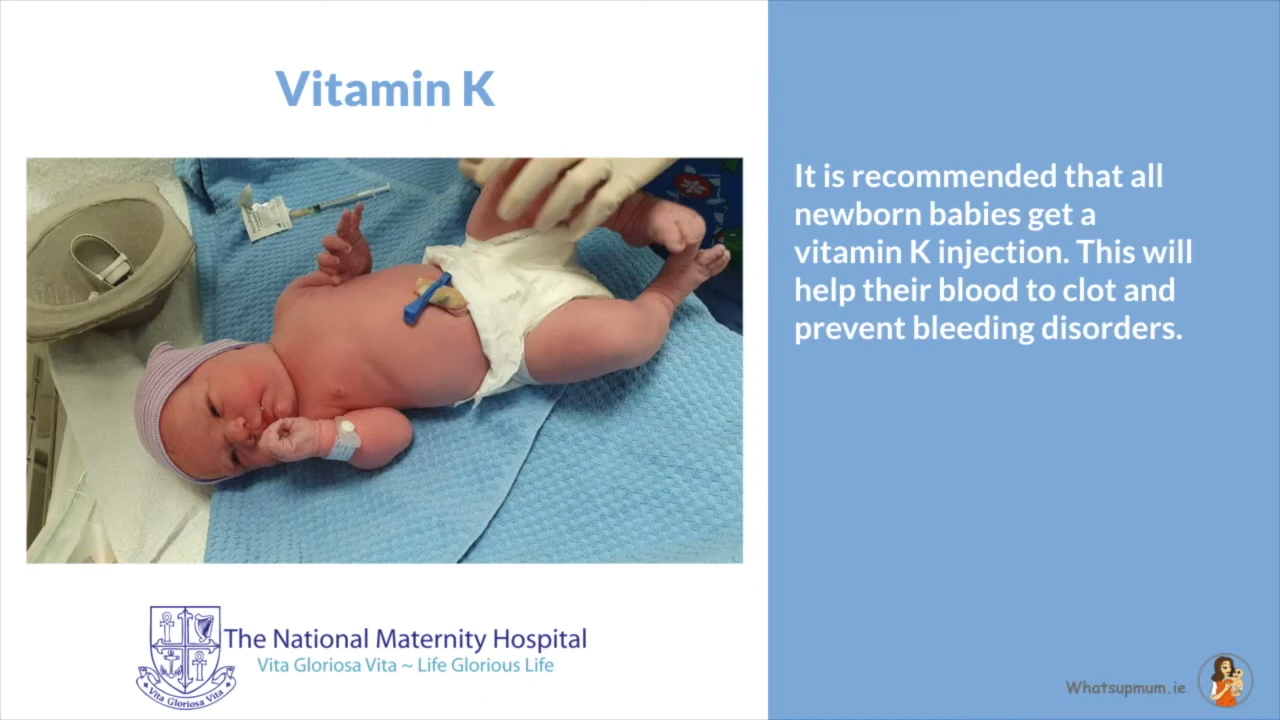 Vitamin K
It is recommended that all
newborn babies get a
vitamin K injection. This will
help their blood to clot and
prevent bleeding disorders.
The National Maternity Hospital
Vita Gloriosa Vita ~ Life Glorious Life
Vita Gloriosa Vita
Whatsupmum.ie